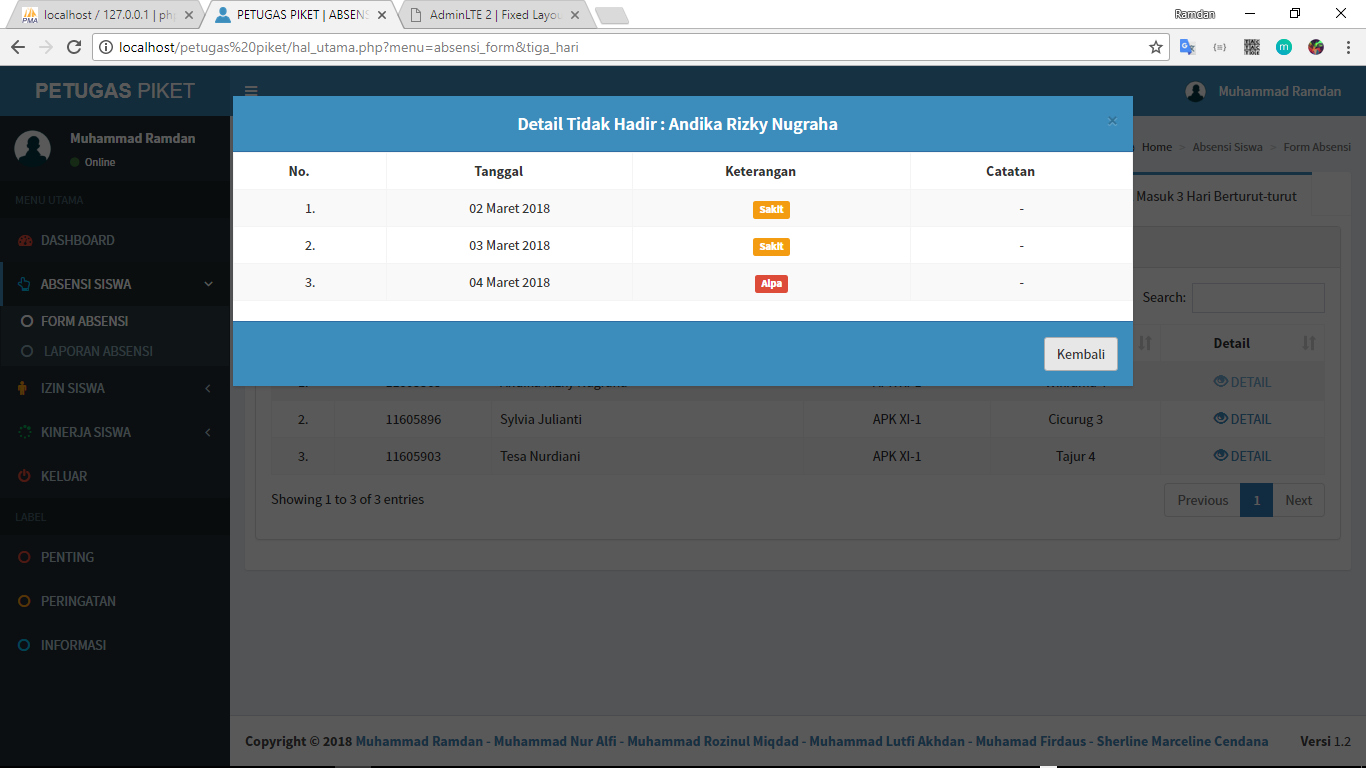 localhost / 127.0.0.1 | ph
PETUGAS PIKET | ABSENS
AdminLTE 2 | Fixed Layou
Ramdan
localhost/petugas%20piket/hal_utama.php?menu=absensi_form&tiga_hari
PETUGAS PIKET
Muhammad Ramdan
Muhammad Ramdan
Online
MENU UTAMA
DASHBOARD
ABSENSI SISWA
FORM ABSENSI
LAPORAN ABSENSI
IZIN SISWA
KINERJA SISWA
KELUAR
LABEL
PENTING
PERINGATAN
INFORMASI
Detail Tidak Hadir : Andika Rizky Nugraha ×
No. Tanggal Keterangan Catatan
1. 02 Maret 2018 Sakit -
2. 03 Maret 2018 Sakit -
3. 04 Maret 2018 Alpa -
Kembali
Home > Absensi Siswa > Form Absensi
Masuk 3 Hari Berturut-turut
Search:
Detail
DETAIL
2. 11605896 Sylvia Julianti APK XI-1 Cicurug 3 DETAIL
3. 11605903 Tesa Nurdiani APK XI-1 Tajur 4 DETAIL
Showing 1 to 3 of 3 entries
Previous 1 Next
Copyright © 2018 Muhammad Ramdan - Muhammad Nur Alfi - Muhammad Rozinul Miqdad - Muhammad Lutfi Akhdan - Muhamad Firdaus - Sherline Marceline Cendana
Versi 1.2